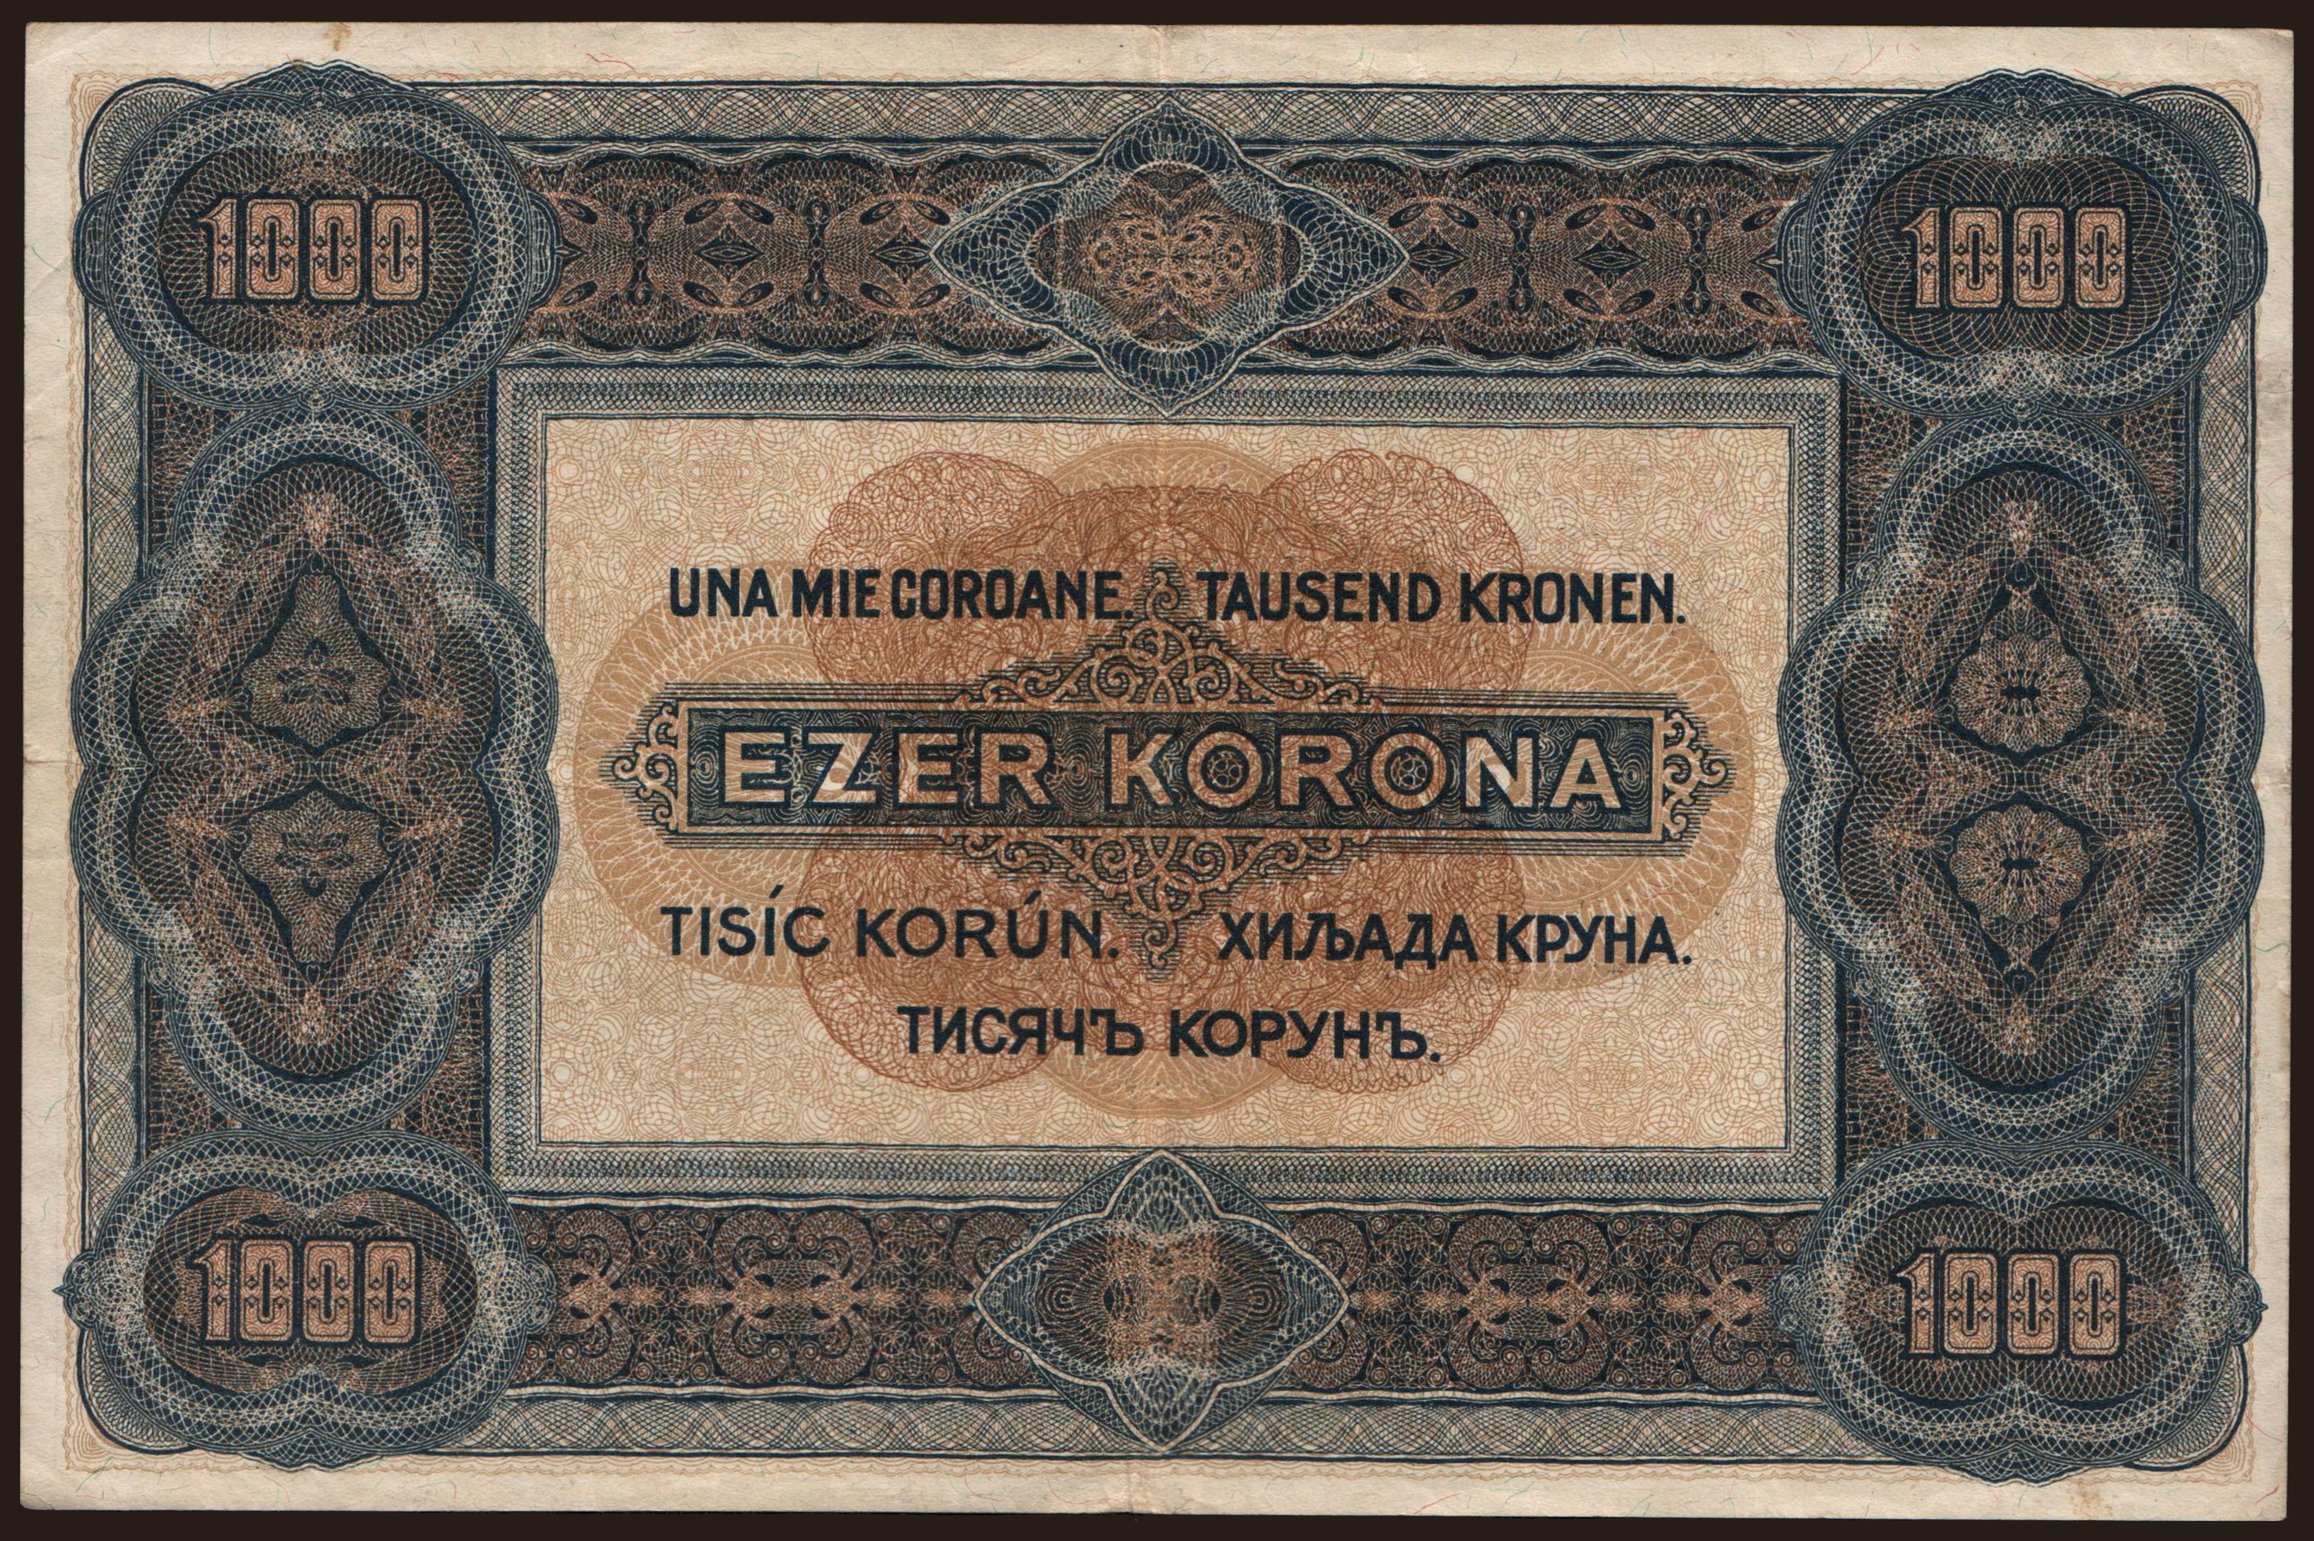 1000 1000
UNA MIE COROANE. TAUSEND KRONEN.
EZER KORONA
TISÍC KORÚN. ХИЉАДА КРУНА.
ТИСЯЧЪ КОРУНЪ.
1000 1000